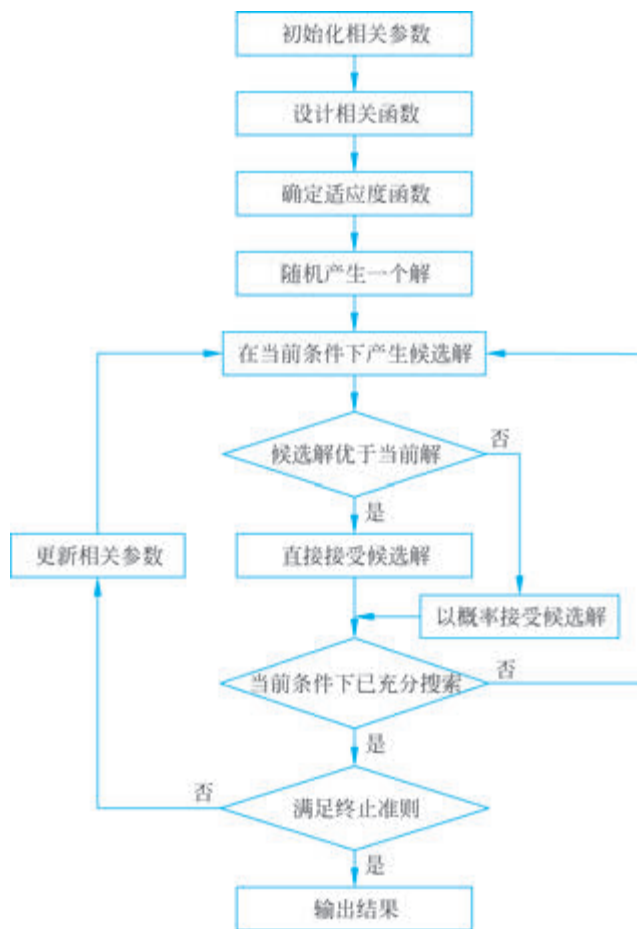 初始化相关参数
设计相关函数
确定适应度函数
随机产生一个解
在当前条件下产生候选解
候选解优于当前解
否
是
更新相关参数
直接接受候选解
以概率接受候选解
当前条件下已充分搜索
否
是
否
满足终止准则
是
输出结果